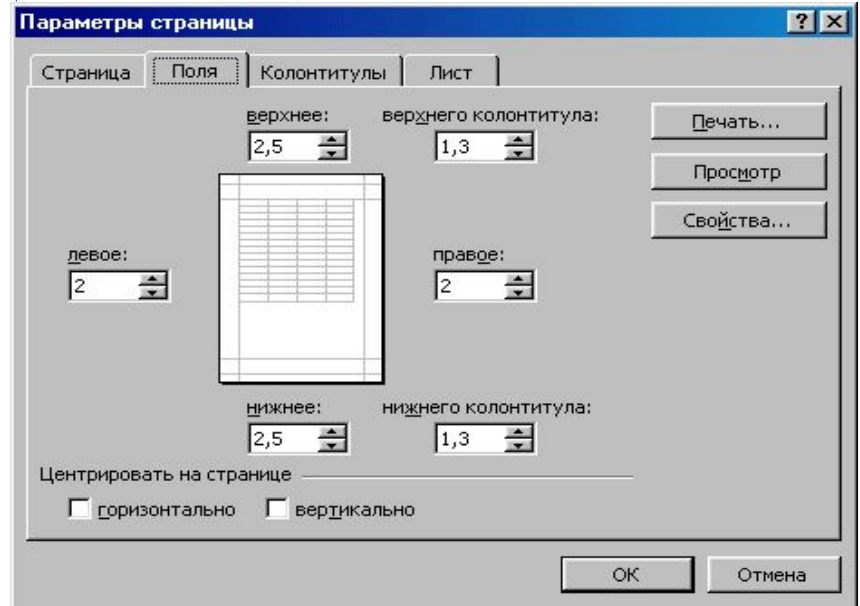 Параметры страницы
Страница Поля Колонтитулы Лист
верхнее: верхнего колонтитула:
2,5 1,3
Печать...
Просмотр
Свойства...
левое: правое:
2 2
нижнее: нижнего колонтитула:
2,5 1,3
Центрировать на странице
горизонтально вертикально
ОК Отмена